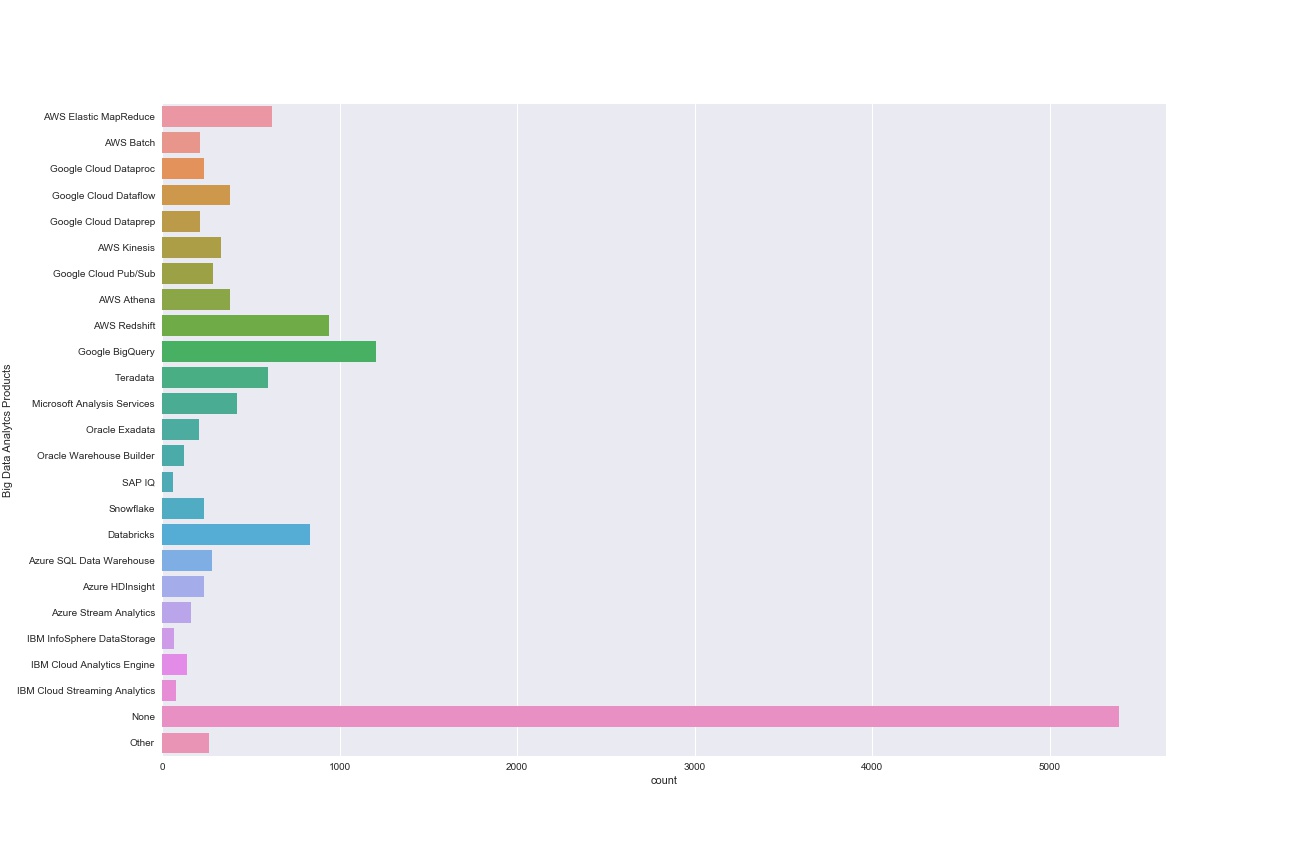 AWS Elastic MapReduce
AWS Batch
Google Cloud Dataproc
Google Cloud Dataflow
Google Cloud Dataprep
AWS Kinesis
Google Cloud Pub/Sub
AWS Athena
AWS Redshift
Google BigQuery
Teradata
Microsoft Analysis Services
Oracle Exadata
Oracle Warehouse Builder
SAP IQ
Snowflake
Databricks
Azure SQL Data Warehouse
Azure HDInsight
Azure Stream Analytics
IBM InfoSphere DataStorage
IBM Cloud Analytics Engine
IBM Cloud Streaming Analytics
None
Other
Big Data Analytcs Products
0 1000 2000 3000 4000 5000
count